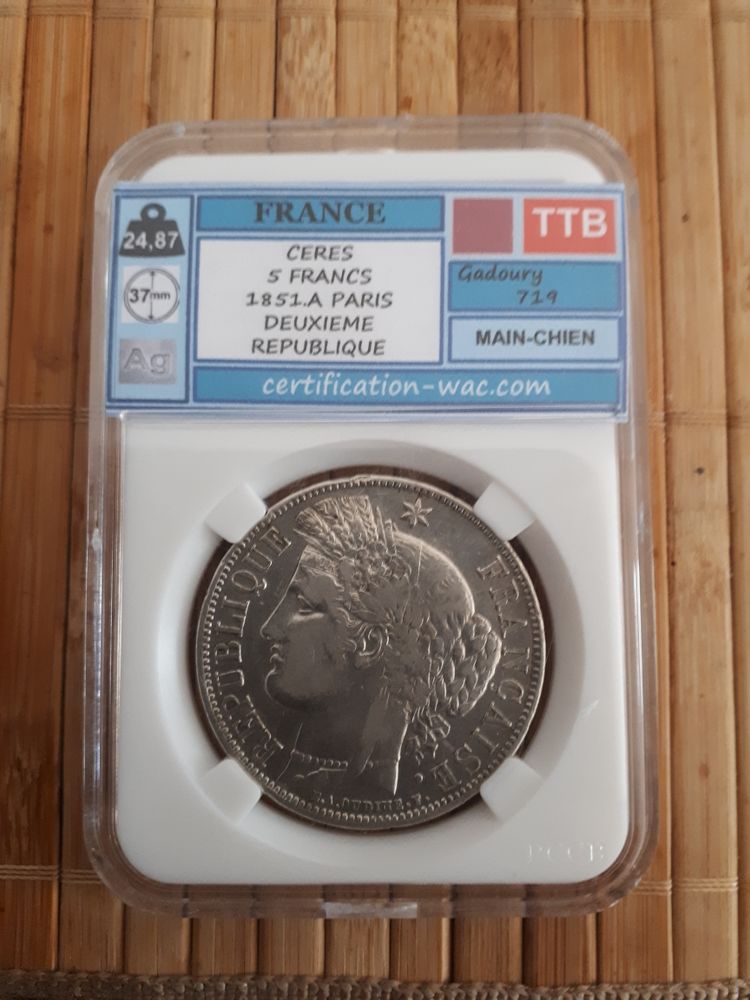 24,87
37mm
Ag
FRANCE
CERES
5 FRANCS
1851.A PARIS
DEUXIEME
REPUBLIQUE
TTB
Gadoury
719
MAIN-CHIEN
certification-wac.com
REPUBLIQUE FRANÇAISE.
E.A.OUDINE.F.
PCCB